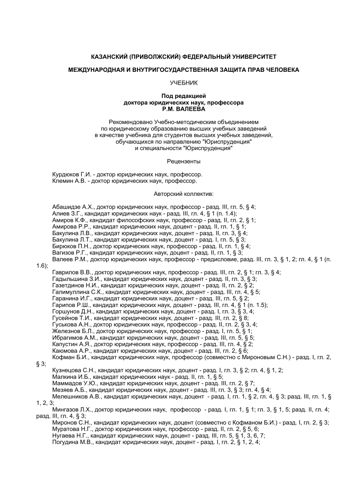 КАЗАНСКИЙ (ПРИВОЛЖСКИЙ) ФЕДЕРАЛЬНЫЙ УНИВЕРСИТЕТ
МЕЖДУНАРОДНАЯ И ВНУТРИГОСУДАРСТВЕННАЯ ЗАЩИТА ПРАВ ЧЕЛОВЕКА
УЧЕБНИК
Под редакцией
доктора юридических наук, профессора
Р.М. ВАЛЕЕВА
Рекомендовано Учебно-методическим объединением
по юридическому образованию высших учебных заведений
в качестве учебника для студентов высших учебных заведений,
обучающихся по направлению "Юриспруденция"
и специальности "Юриспруденция"
Рецензенты
Курдюков Г.И. - доктор юридических наук, профессор.
Клемин А.В. - доктор юридических наук, профессор.
Авторский коллектив:
Абашидзе А.Х., доктор юридических наук, профессор - разд. III, гл. 5, § 4;
Алиев З.Г., кандидат юридических наук - разд. III, гл. 4, § 1 (п. 1.4);
Амиров К.Ф., кандидат философских наук, доцент - разд. II, гл. 2, § 1;
Амирова Р.Р., кандидат юридических наук, доцент - разд. II, гл. 1, § 1;
Бакулина Л.В., кандидат юридических наук, доцент - разд. II, гл. 3, § 4;
Бакулина Л.Т., кандидат юридических наук, доцент - разд. I, гл. 5, § 3;
Бирюков П.Н., доктор юридических наук, профессор - разд. II, гл. 4, § 1;
Вагизов Р.Г., кандидат юридических наук, доцент - разд. II, гл. 1, § 3;
Валеев Р.М., доктор юридических наук, профессор - предисловие, разд. III, гл. 3, § 1, 2; гл. 4, § 1 (п.
1.6);
Гаврилов В.В., доктор юридических наук, профессор - разд. III, гл. 2, § 1; гл. 3, § 4;
Гадыльшина З.И., кандидат юридических наук, доцент - разд. II, гл. 3, § 4;
Газетдинов Н.И., кандидат юридических наук, доцент - разд. II, гл. 2, § 2;
Галимуллина С.Х., кандидат юридических наук, доцент - разд. III, гл. 4, § 5;
Гаранина И.Г., кандидат юридических наук - разд. III, гл. 5, § 2;
Гарипов Р.Ш., кандидат юридических наук - разд. III, гл. 4, § 1 (п. 1.5);
Горшунов Д.Н., кандидат юридических наук, доцент - разд. I, гл. 3, § 3, 4;
Гусейнов Т.И., кандидат юридических наук - разд. III, гл. 2, § 8;
Гуськова А.Н., доктор юридических наук, профессор - разд. II, гл. 2, § 3, 4;
Железнов Б.Л., доктор юридических наук, профессор - разд. I, гл. 5, § 1;
Ибрагимов А.М., кандидат юридических наук, доцент - разд. III, гл. 5, § 5;
Капустин А.Я., доктор юридических наук, профессор - разд. III, гл. 4, § 2;
Каюмова А.Р., кандидат юридических наук, доцент - разд. III, гл. 2, § 6;
Кофман Б.И., кандидат юридических наук, профессор (совместно с Мироновым С.Н.) - разд. I, гл. 2,
§ 3;
Кузнецова С.Н., кандидат юридических наук, доцент - разд. I, гл. 3, § 2; гл. 4, § 1, 2;
Малкина И.Б., кандидат юридических наук - разд. II, гл. 1, § 5;
Маммадов У.Ю., кандидат юридических наук - разд. III, гл. 2, § 7;
Мезяев А.Б., кандидат юридических наук, доцент - разд. III, гл. 3, § 3; гл. 4, § 4;
Мелешников А.В., кандидат юридических наук, доцент - разд. I, гл. 1, § 2, гл. 4, § 3; разд. III, гл. 1, §
1, 2, 3;
Мингазов Л.Х., доктор юридических наук, профессор - разд. I, гл. 1, § 1; гл. 3, § 1, 5; разд. II, гл. 4;
разд. III, гл. 4, § 3;
Миронов С.Н., кандидат юридических наук, доцент (совместно с Кофманом Б.И.) - разд. I, гл. 2, § 3;
Муратова Н.Г., доктор юридических наук, профессор - разд. II, гл. 2, § 5, 6;
Нугаева Н.Г., кандидат юридических наук - разд. III, гл. 5, § 1, 3, 6, 7;
Погудина М.В., кандидат юридических наук, доцент - разд. I, гл. 2, § 1, 2, 4;